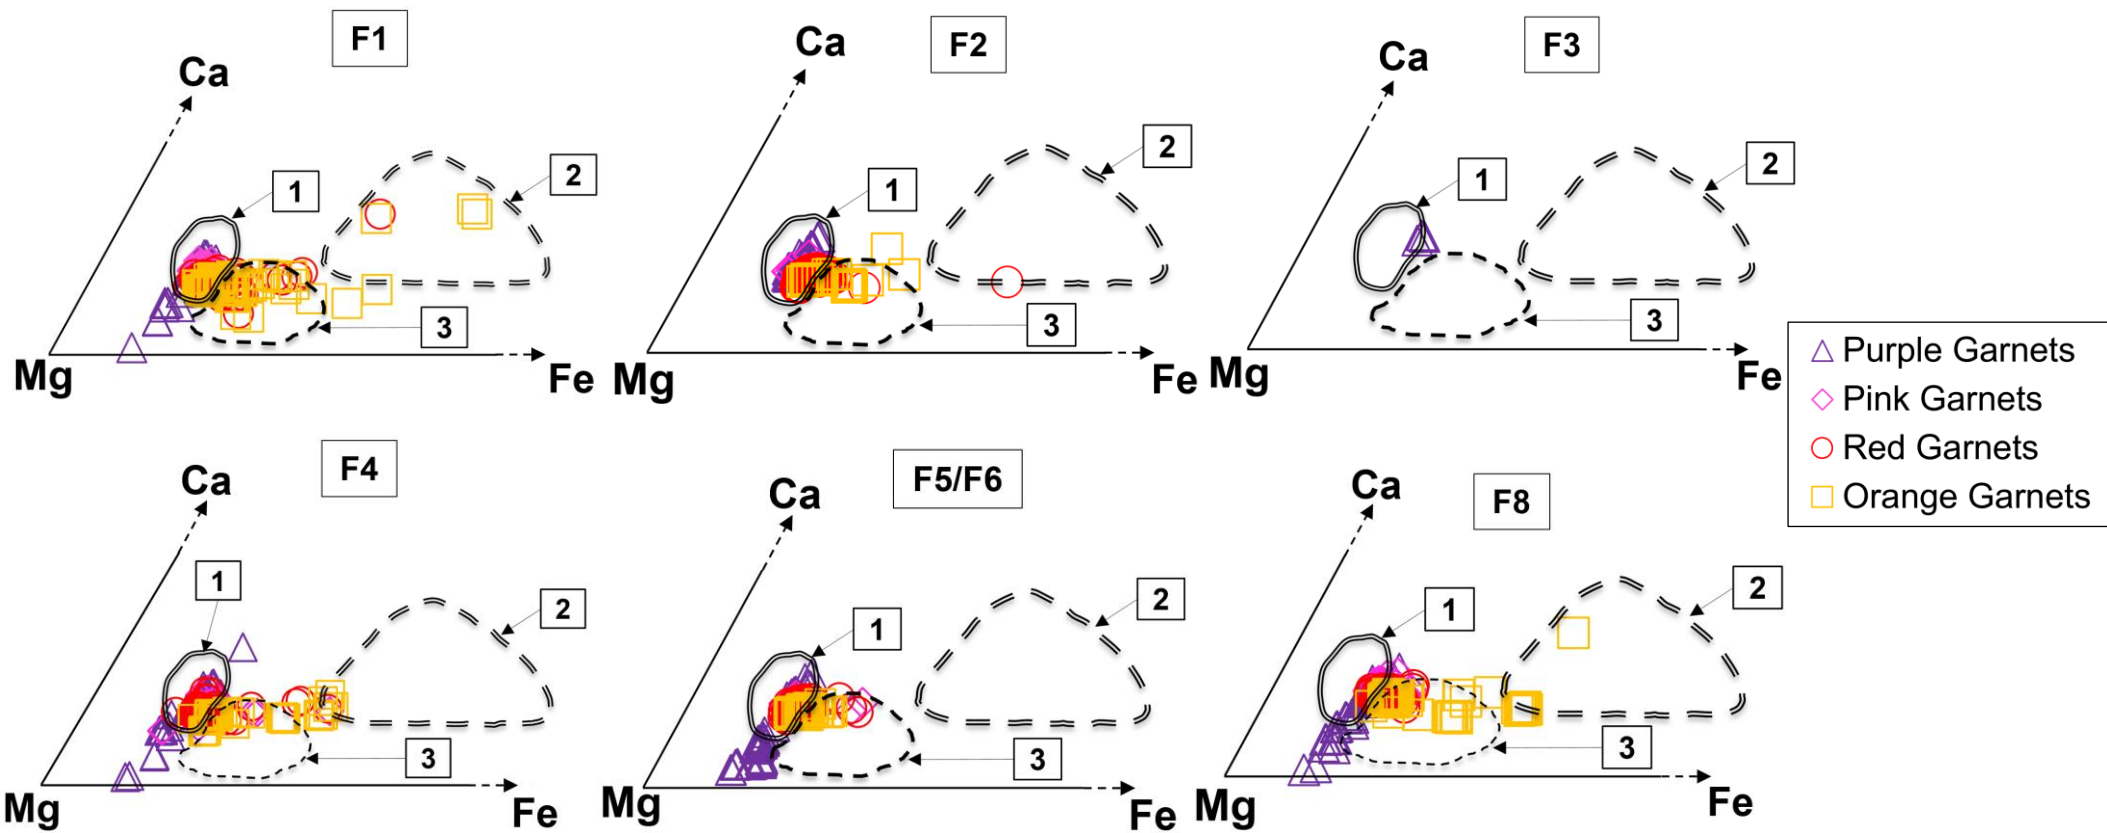 F1
Ca
1
2
3
Mg
Fe
F2
Ca
1
2
3
Mg
Fe
F3
Ca
1
2
3
Mg
Fe
Purple Garnets
Pink Garnets
Red Garnets
Orange Garnets
F4
Ca
1
2
3
Mg
Fe
F5/F6
Ca
1
2
3
Mg
Fe
F8
Ca
1
2
3
Mg
Fe